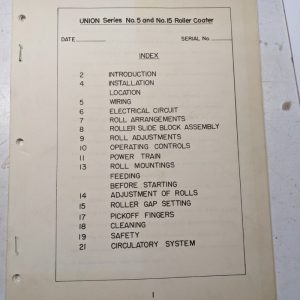 UNION Series No. 5 and No. 15 Roller Coater
DATE SERIAL No.
INDEX
2 INTRODUCTION
4 INSTALLATION
LOCATION
5 WIRING
6 ELECTRICAL CIRCUIT
7 ROLL ARRANGEMENTS
8 ROLLER SLIDE BLOCK ASSEMBLY
9 ROLL ADJUSTMENTS
10 OPERATING CONTROLS
11 POWER TRAIN
13 ROLL MOUNTINGS
FEEDING
BEFORE STARTING
14 ADJUSTMENT OF ROLLS
15 ROLLER GAP SETTING
17 PICKOFF FINGERS
18 CLEANING
19 SAFETY
21 CIRCULATORY SYSTEM
1